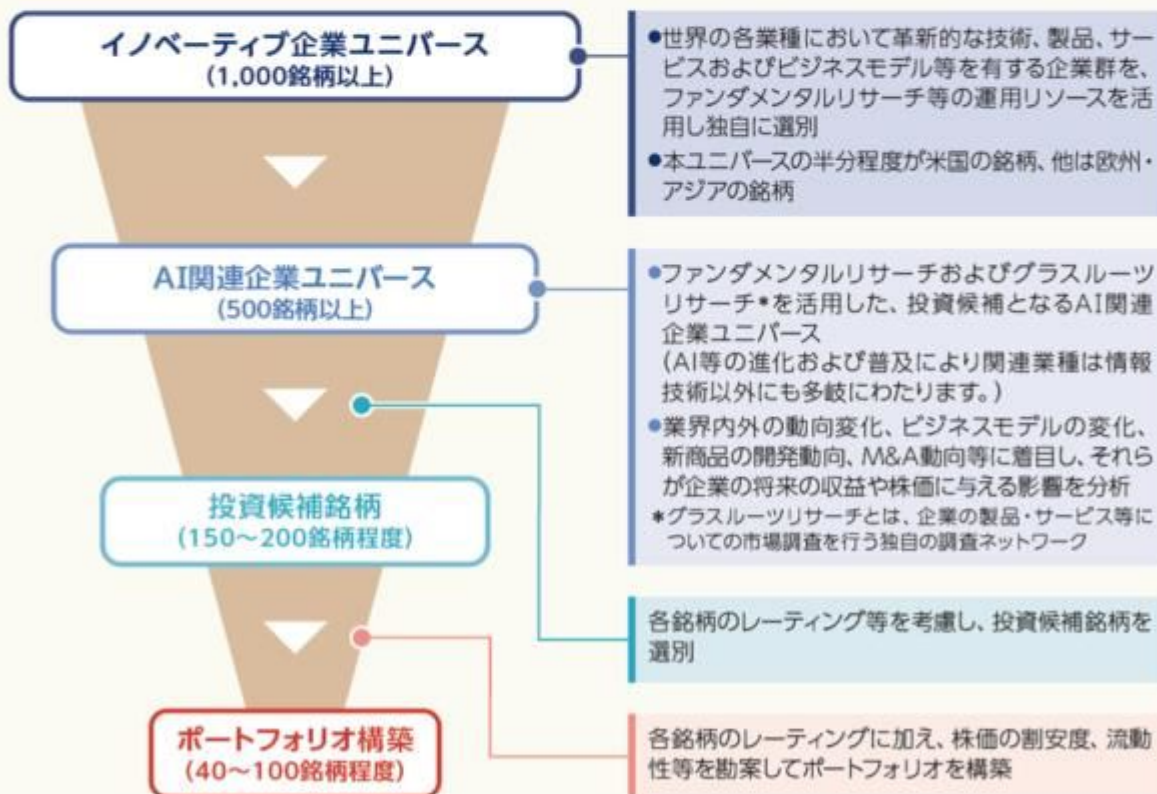 イノベーティブ企業ユニバース
(1,000銘柄以上)
●世界の各業種において革新的な技術、製品、サー
ビスおよびビジネスモデル等を有する企業群を、
ファンダメンタルリサーチ等の運用リソースを活
用し独自に選別
●本ユニバースの半分程度が米国の銘柄、他は欧州・
アジアの銘柄
AI関連企業ユニバース
(500銘柄以上)
●ファンダメンタルリサーチおよびグラスルーツ
リサーチ*を活用した、投資候補となるAI関連
企業ユニバース
(AI等の進化および普及により関連業種は情報
技術以外にも多岐にわたります。)
●業界内外の動向変化、ビジネスモデルの変化、
新商品の開発動向、M&A動向等に着目し、それら
が企業の将来の収益や株価に与える影響を分析
*グラスルーツリサーチとは、企業の製品・サービス等に
ついての市場調査を行う独自の調査ネットワーク
投資候補銘柄
(150～200銘柄程度)
各銘柄のレーティング等を考慮し、投資候補銘柄を
選別
ポートフォリオ構築
(40～100銘柄程度)
各銘柄のレーティングに加え、株価の割安度、流動
性等を勘案してポートフォリオを構築